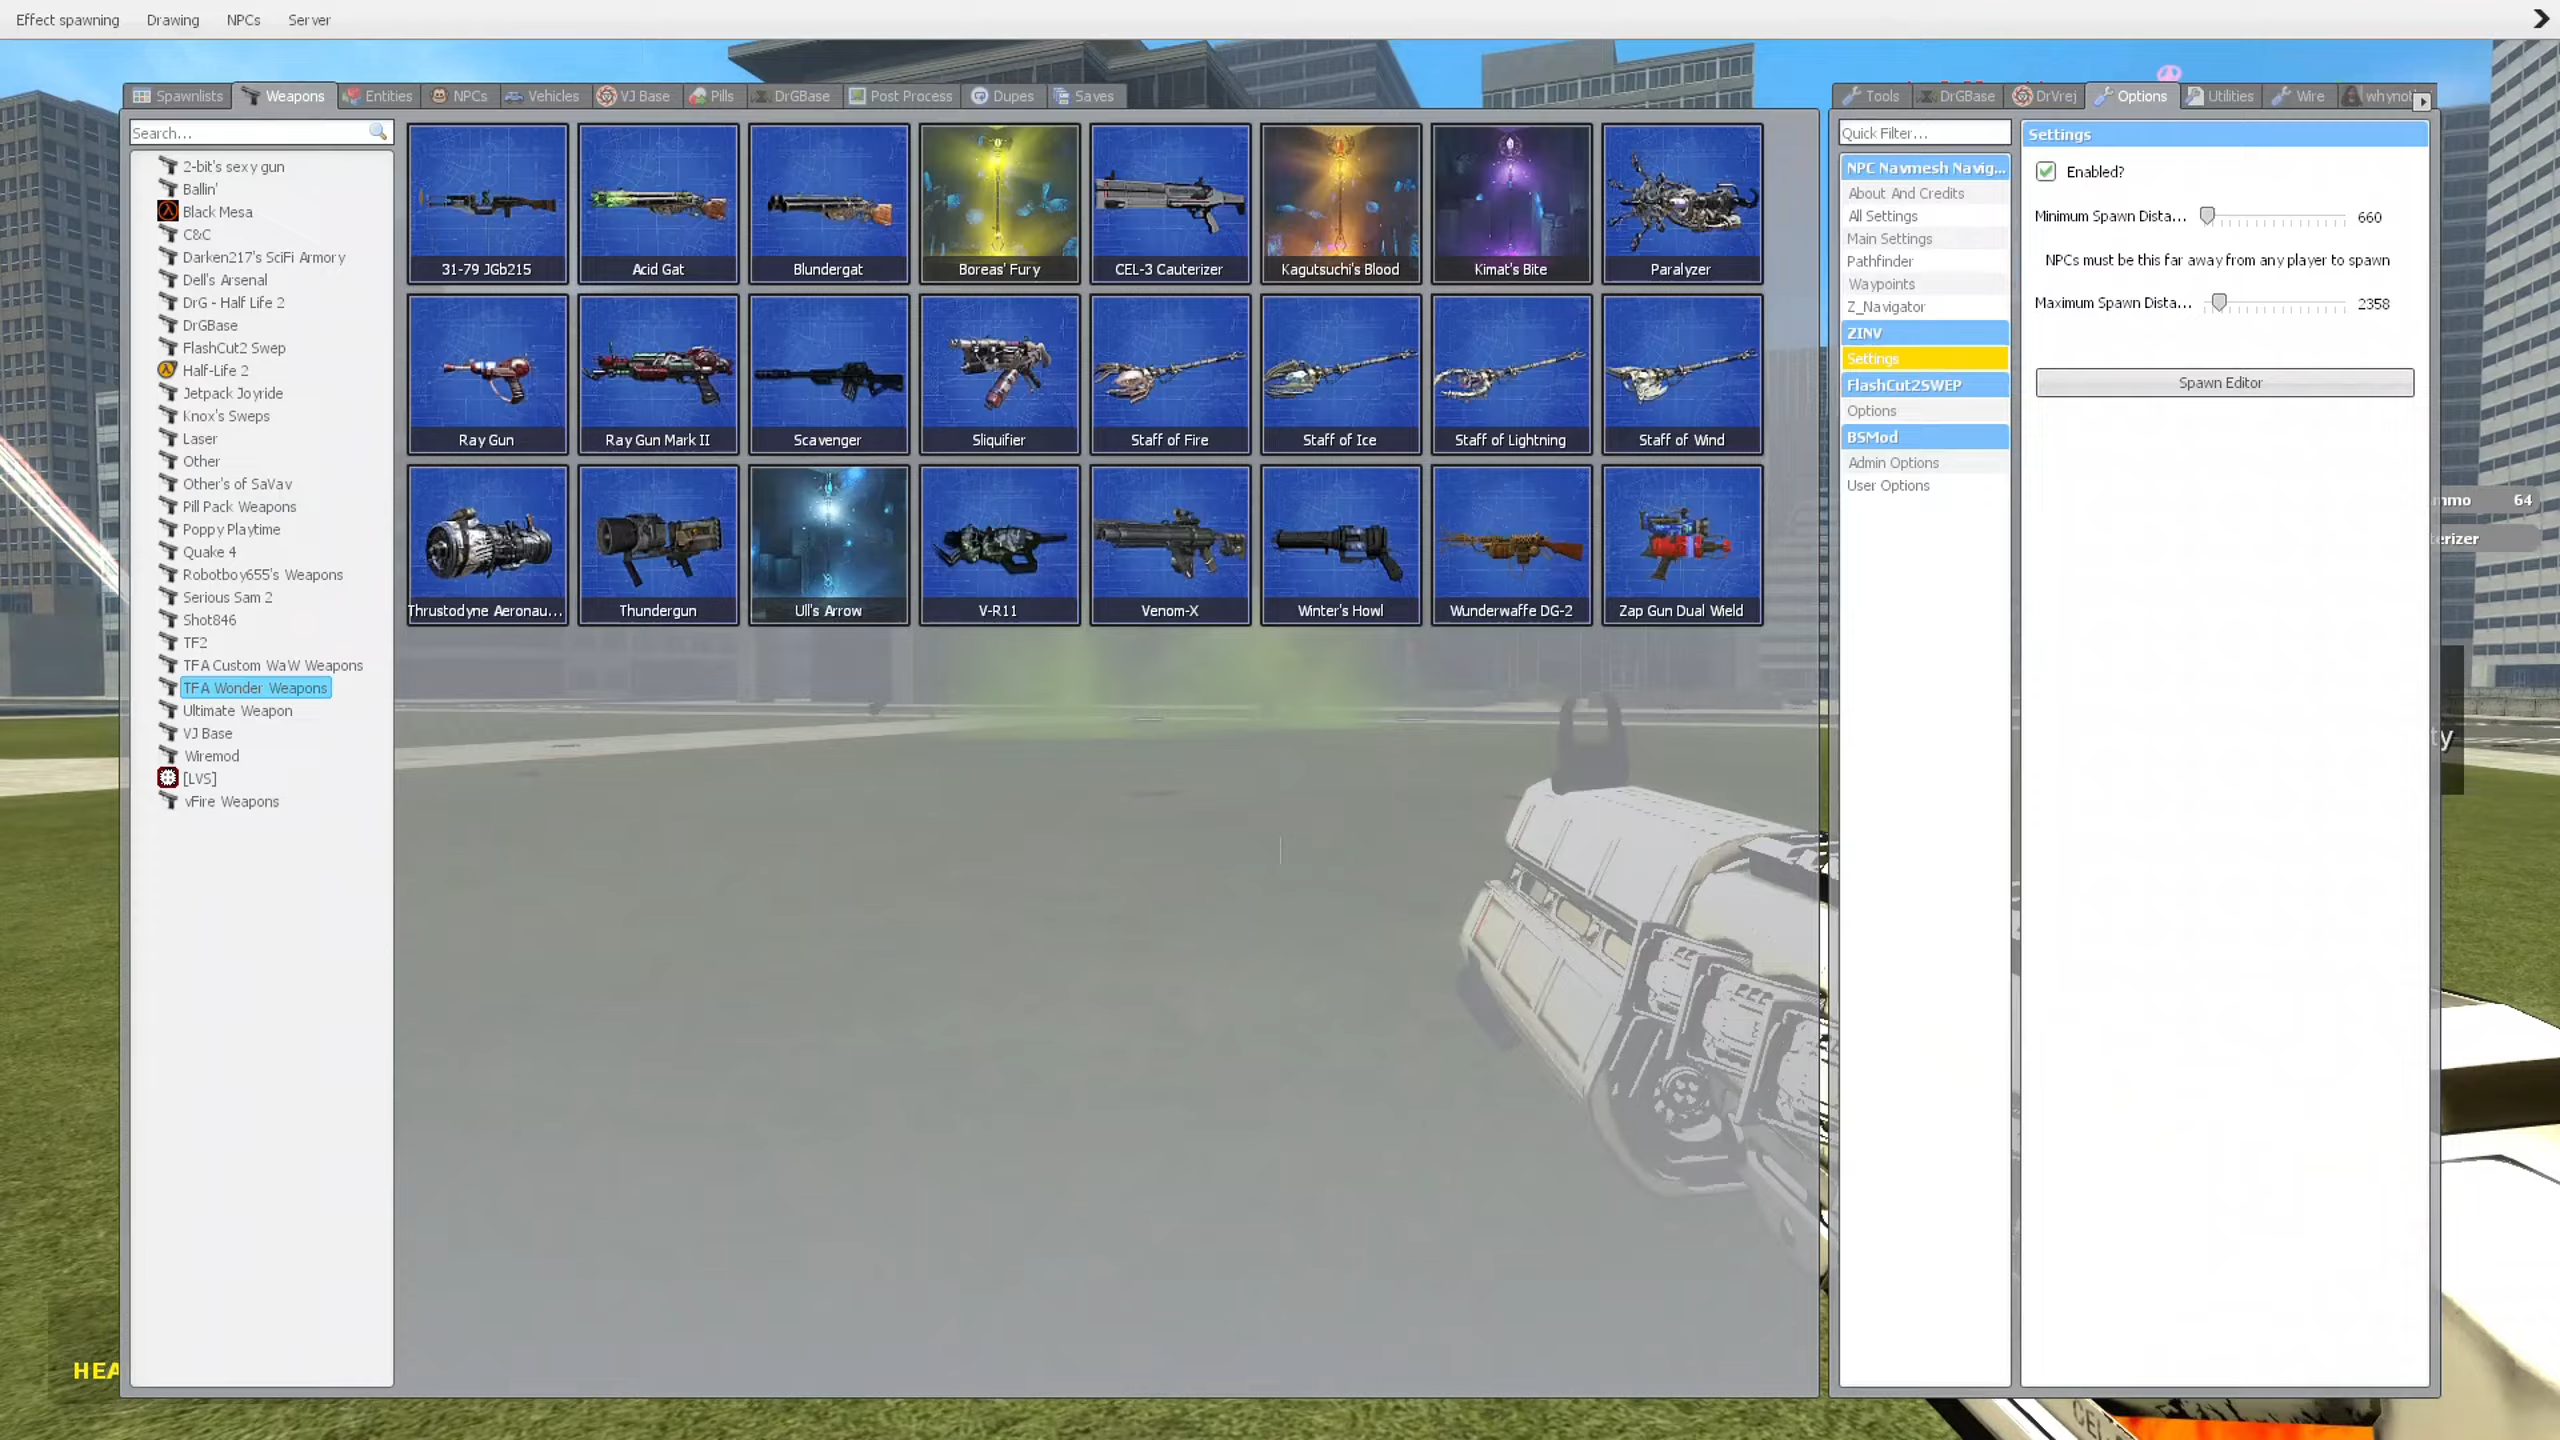 Effect spawning Drawing NPCs Server
Spawnlists Weapons Entities NPCs Vehicles VJ Base Pills DrGBase Post Process Dupes Saves
Search...
2-bit's sexy gun
Ballin'
Black Mesa
C&C
Darken217's SciFi Armory
Dell's Arsenal
DrG - Half Life 2
DrGBase
FlashCut2 Swep
Half-Life 2
Jetpack Joyride
Knox's Sweps
Laser
Other
Other's of SaVav
Pill Pack Weapons
Poppy Playtime
Quake 4
Robotboy655's Weapons
Serious Sam 2
Shot846
TF2
TFA Custom WaW Weapons
TFA Wonder Weapons
Ultimate Weapon
VJ Base
Wiremod
[LVS]
vFire Weapons
31-79 JGb215 Acid Gat Blundergat Boreas' Fury CEL-3 Cauterizer Kagutsuchi's Blood Kimat's Bite Paralyzer
Ray Gun Ray Gun Mark II Scavenger Sliquifier Staff of Fire Staff of Ice Staff of Lightning Staff of Wind
Thrustodyne Aeronau... Thundergun Ull's Arrow V-R11 Venom-X Winter's Howl Wunderwaffe DG-2 Zap Gun Dual Wield
Tools DrGBase DrVrej Options Utilities Wire whynot
Quick Filter...
NPC Navmesh Navig...
About And Credits
All Settings
Main Settings
Pathfinder
Waypoints
Z_Navigator
ZINV
Settings
FlashCut2SWEP
Options
BSMod
Admin Options
User Options
Settings
Enabled?
Minimum Spawn Dista... 660
NPCs must be this far away from any player to spawn
Maximum Spawn Dista... 2358
Spawn Editor
mmo 64
terizer
ty
HEA
CEL-